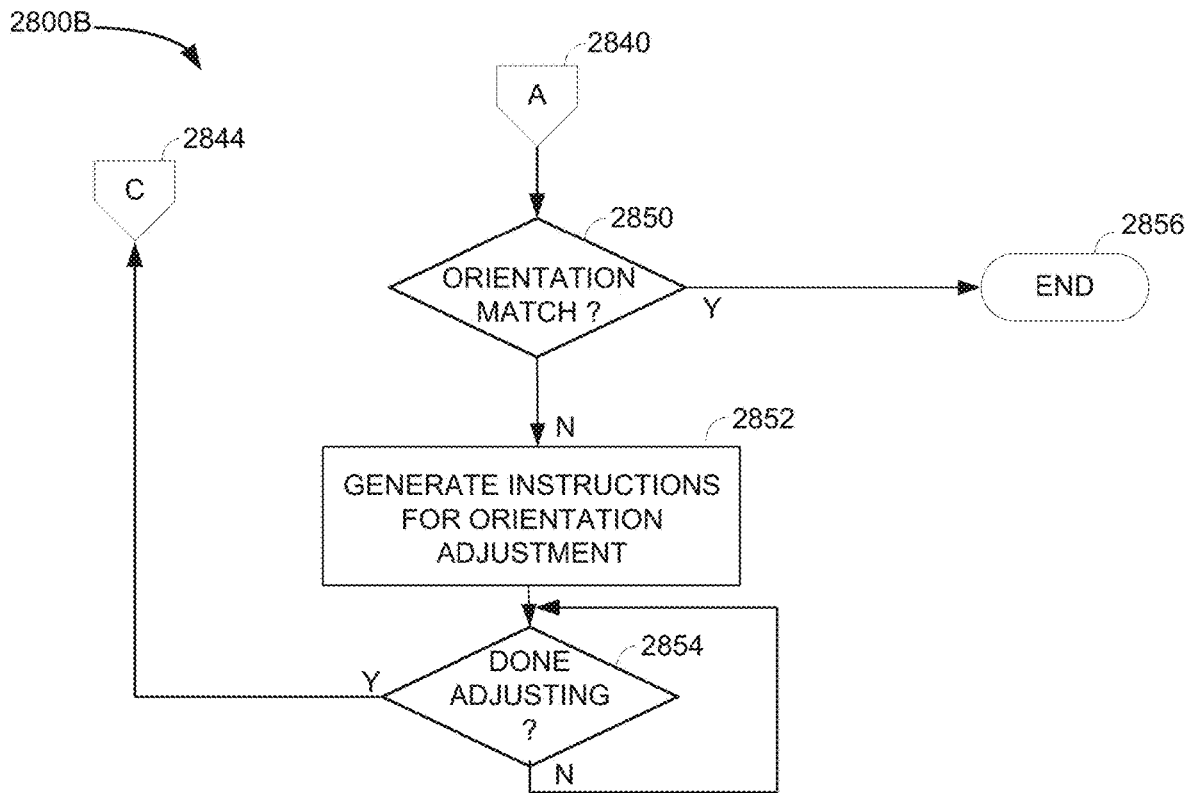 2800B
2840
A
2844
C
2850
ORIENTATION
MATCH ?
Y
2856
END
N
2852
GENERATE INSTRUCTIONS
FOR ORIENTATION
ADJUSTMENT
2854
DONE
ADJUSTING
?
Y
N